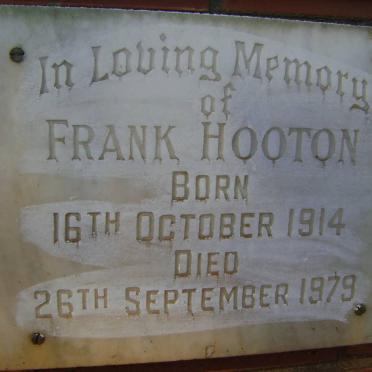 In Loving Memory
of
FRANK HOOTON
BORN
16TH OCTOBER 1914
DIED
26TH SEPTEMBER 1979